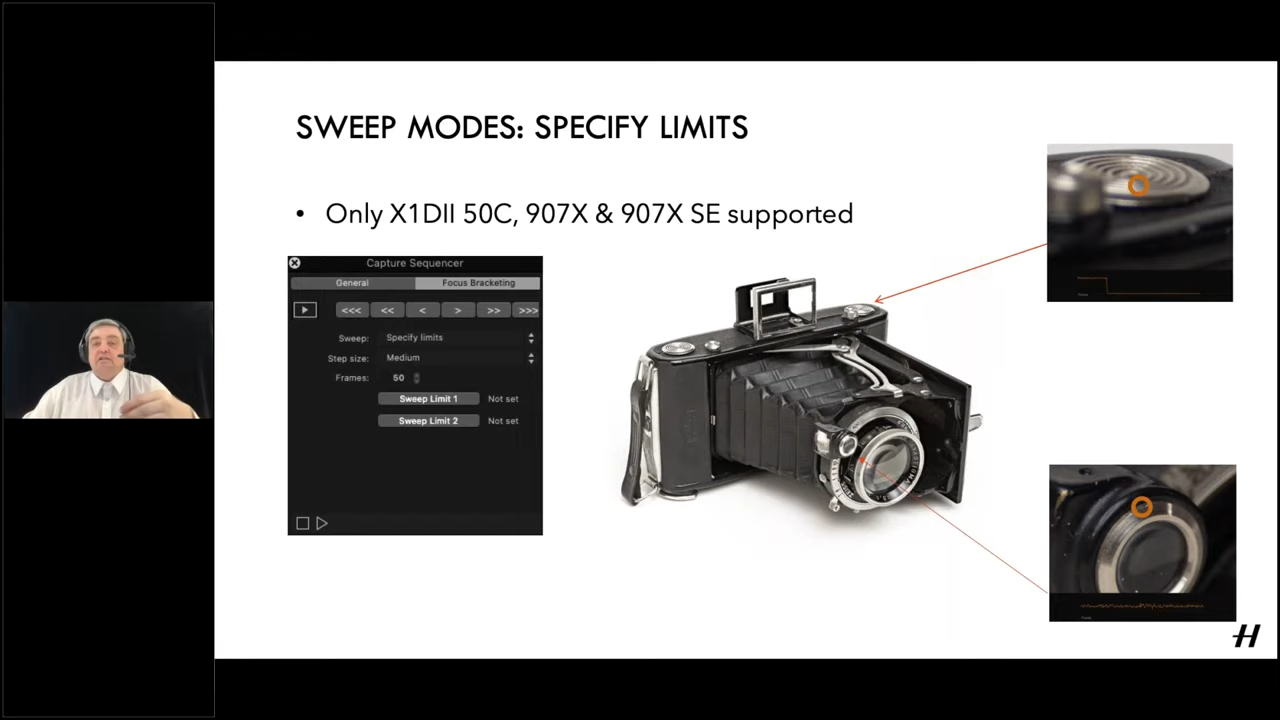 SWEEP MODES: SPECIFY LIMITS
• Only X1DII 50C, 907X & 907X SE supported
Capture Sequencer
General Focus Bracketing
<<< << < > >> >>>
Sweep: Specify limits
Step size: Medium
Frames: 50
Sweep Limit 1 Not set
Sweep Limit 2 Not set
H